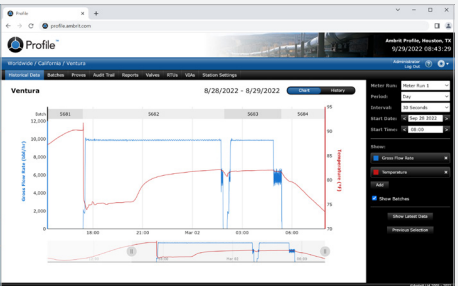 Profile
profile.ambrit.com
Profile™
Ambrit Profile, Houston, TX
9/29/2022 08:43:29
Worldwide / California / Ventura
Administrator
Log Out
Historical Data Batches Proves Audit Trail Reports Valves RTUs VDAs Station Settings
Ventura
8/28/2022 - 8/29/2022
Chart
History
Batch 5681 5682 5683 5684
12,000
10,000
8,000
6,000
4,000
2,000
0
Gross Flow Rate (bbl/hr)
95
90
85
80
75
70
Temperature (°F)
18:00 21:00 Mar 02 03:00 06:00
Mar 02
Meter Run: Meter Run 1
Period: Day
Interval: 30 Seconds
Start Date: < Sep 28 2022 >
Start Time: < 08:00 >
Show:
Gross Flow Rate ×
Temperature ×
Add
Show Batches
Show Latest Data
Previous Selection